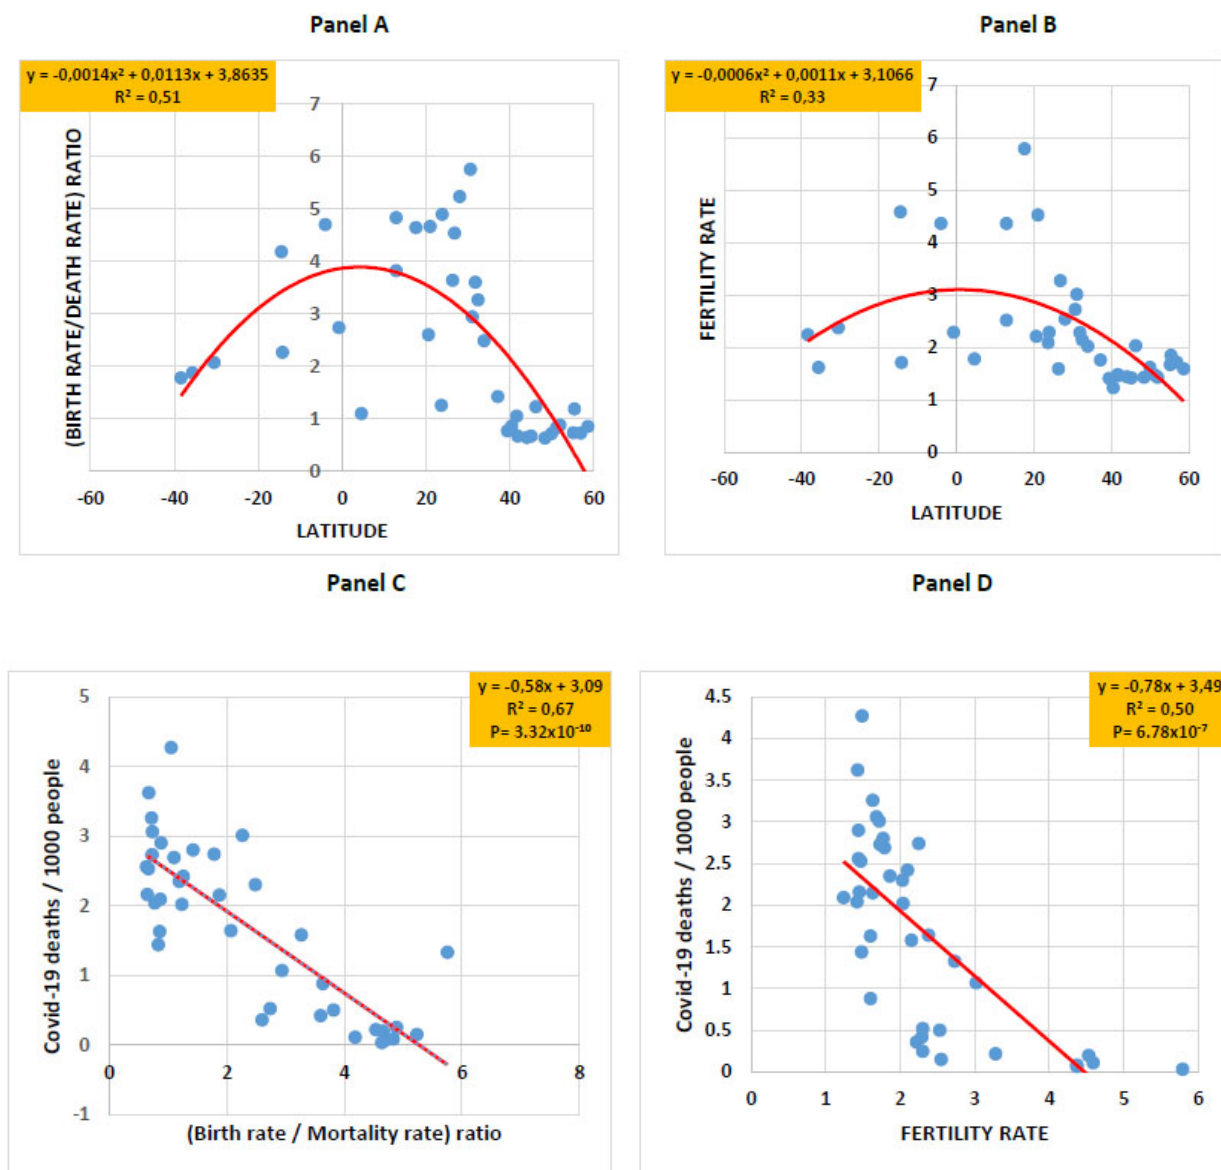 Panel A
y = -0,0014x² + 0,0113x + 3,8635
R² = 0,51
(BIRTH RATE/DEATH RATE) RATIO
7
6
5
4
3
2
1
0
-60 -40 -20 0 20 40 60
LATITUDE
Panel B
y = -0,0006x² + 0,0011x + 3,1066
R² = 0,33
FERTILITY RATE
7
6
5
4
3
2
1
0
-60 -40 -20 0 20 40 60
LATITUDE
Panel C
y = -0,58x + 3,09
R² = 0,67
P= 3.32x10⁻¹⁰
Covid-19 deaths / 1000 people
5
4
3
2
1
0
-1
0 2 4 6 8
(Birth rate / Mortality rate) ratio
Panel D
y = -0,78x + 3,49
R² = 0,50
P= 6.78x10⁻⁷
Covid-19 deaths / 1000 people
4.5
4
3.5
3
2.5
2
1.5
1
0.5
0
0 1 2 3 4 5 6
FERTILITY RATE